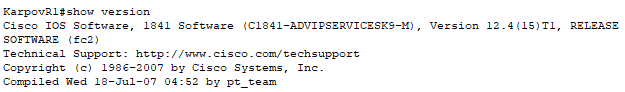 KarpovR1#show version
Cisco IOS Software, 1841 Software (C1841-ADVIPSERVICESK9-M), Version 12.4(15)T1, RELEASE
SOFTWARE (fc2)
Technical Support: http://www.cisco.com/techsupport
Copyright (c) 1986-2007 by Cisco Systems, Inc.
Compiled Wed 18-Jul-07 04:52 by pt_team